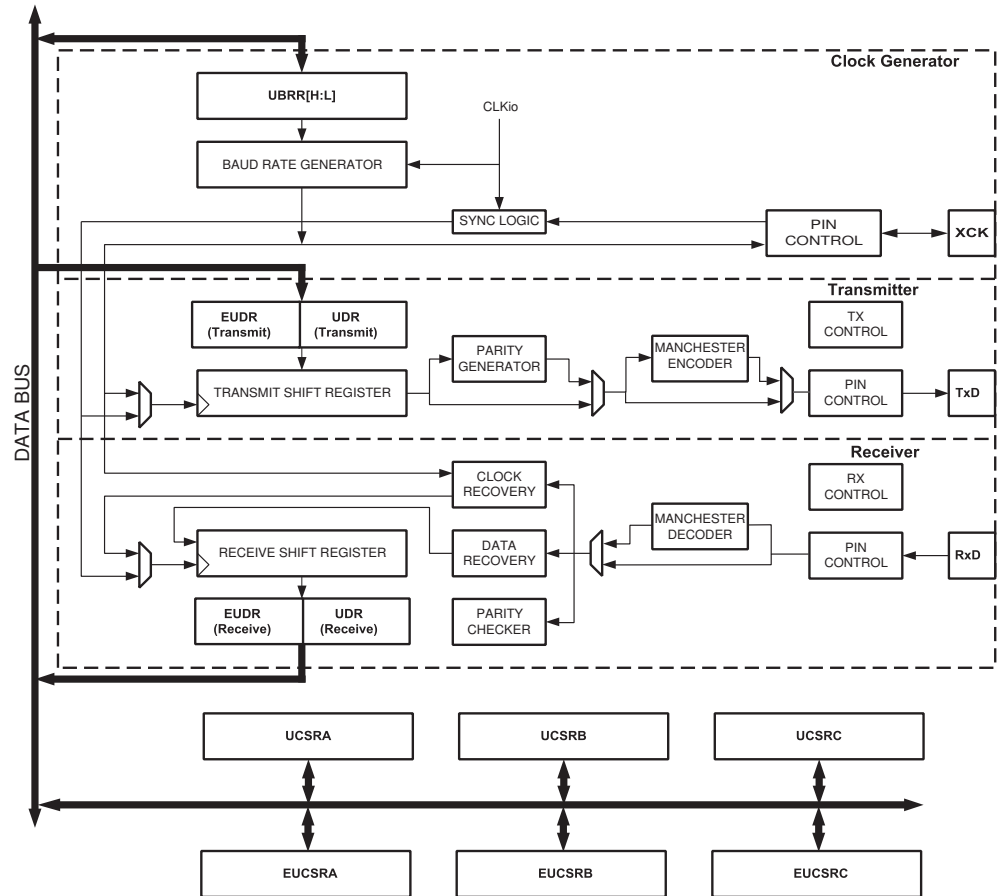 Clock Generator
UBRR[H:L]
CLKio
BAUD RATE GENERATOR
SYNC LOGIC
PIN
CONTROL
XCK
Transmitter
EUDR
(Transmit)
UDR
(Transmit)
TX
CONTROL
PARITY
GENERATOR
MANCHESTER
ENCODER
TRANSMIT SHIFT REGISTER
PIN
CONTROL
TxD
DATA BUS
Receiver
CLOCK
RECOVERY
RX
CONTROL
MANCHESTER
DECODER
RECEIVE SHIFT REGISTER
DATA
RECOVERY
PIN
CONTROL
RxD
EUDR
(Receive)
UDR
(Receive)
PARITY
CHECKER
UCSRA
UCSRB
UCSRC
EUCSRA
EUCSRB
EUCSRC